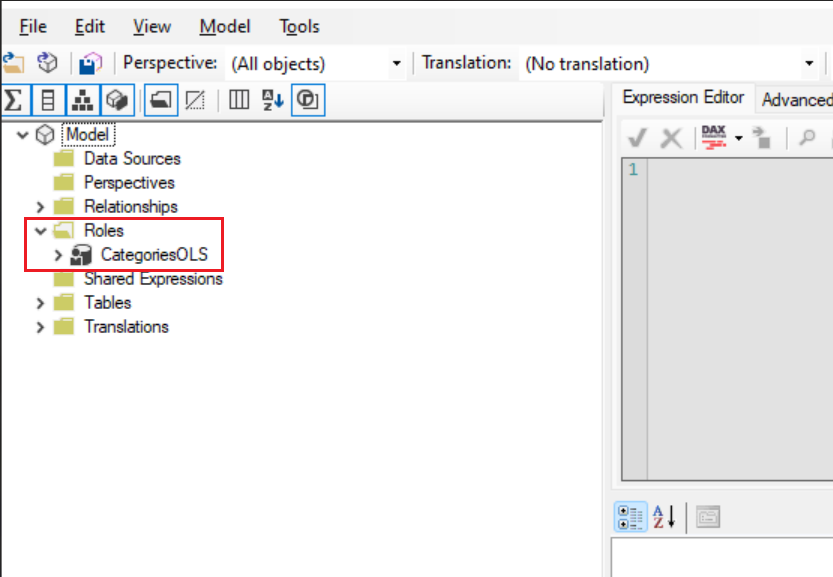 File Edit View Model Tools
Perspective: (All objects) Translation: (No translation)
Expression Editor Advanced
Model
DAX
Data Sources
1
Perspectives
Relationships
Roles
CategoriesOLS
Shared Expressions
Tables
Translations